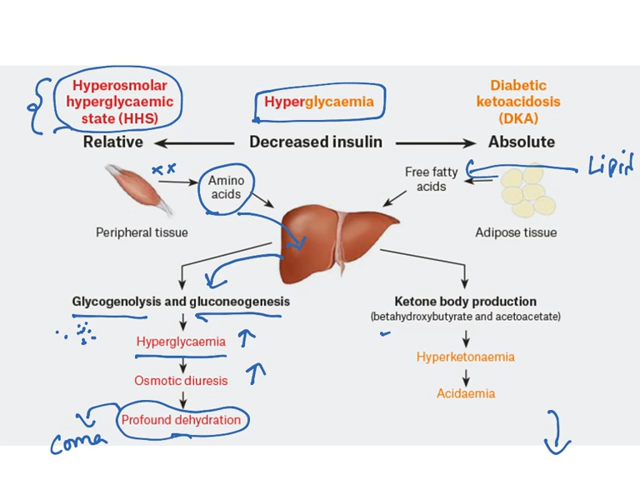 Hyperosmolar
hyperglycaemic
state (HHS)
Hyperglycaemia
Diabetic
ketoacidosis
(DKA)
Relative
Decreased insulin
Absolute
xx
Amino
acids
Free fatty
acids
Lipid
Peripheral tissue
Adipose tissue
Glycogenolysis and gluconeogenesis
Ketone body production
(betahydroxybutyrate and acetoacetate)
Hyperglycaemia
Hyperketonaemia
Osmotic diuresis
Acidaemia
Profound dehydration
Coma